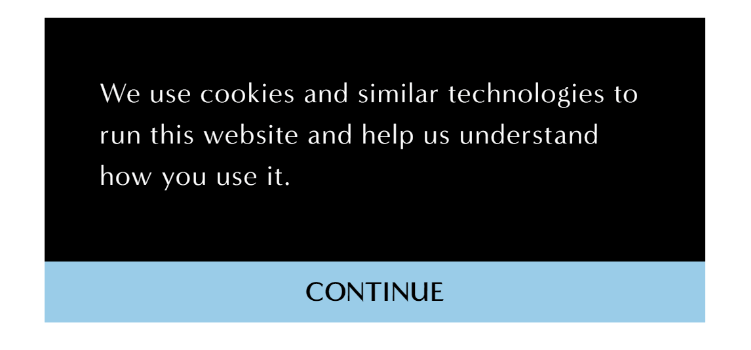 We use cookies and similar technologies to
run this website and help us understand
how you use it.
CONTINUE